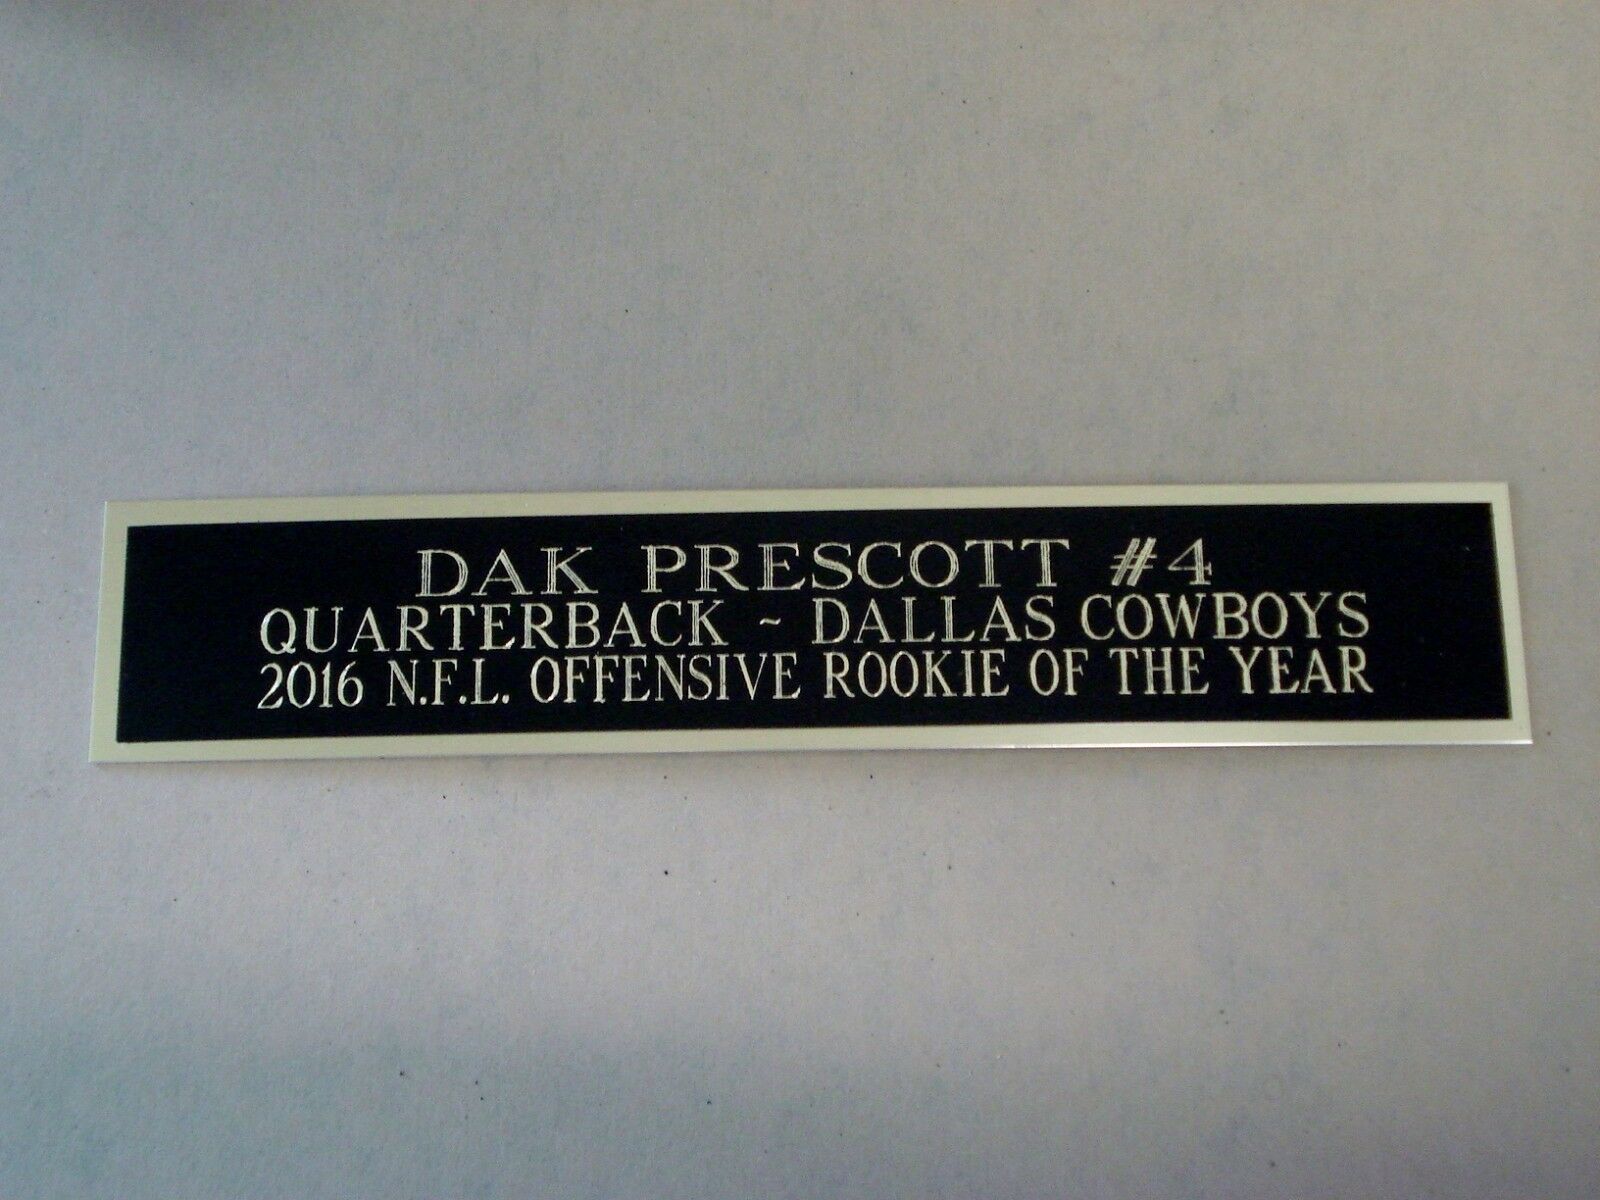 DAK PRESCOTT #4
QUARTERBACK ~ DALLAS COWBOYS
2016 N.F.L. OFFENSIVE ROOKIE OF THE YEAR